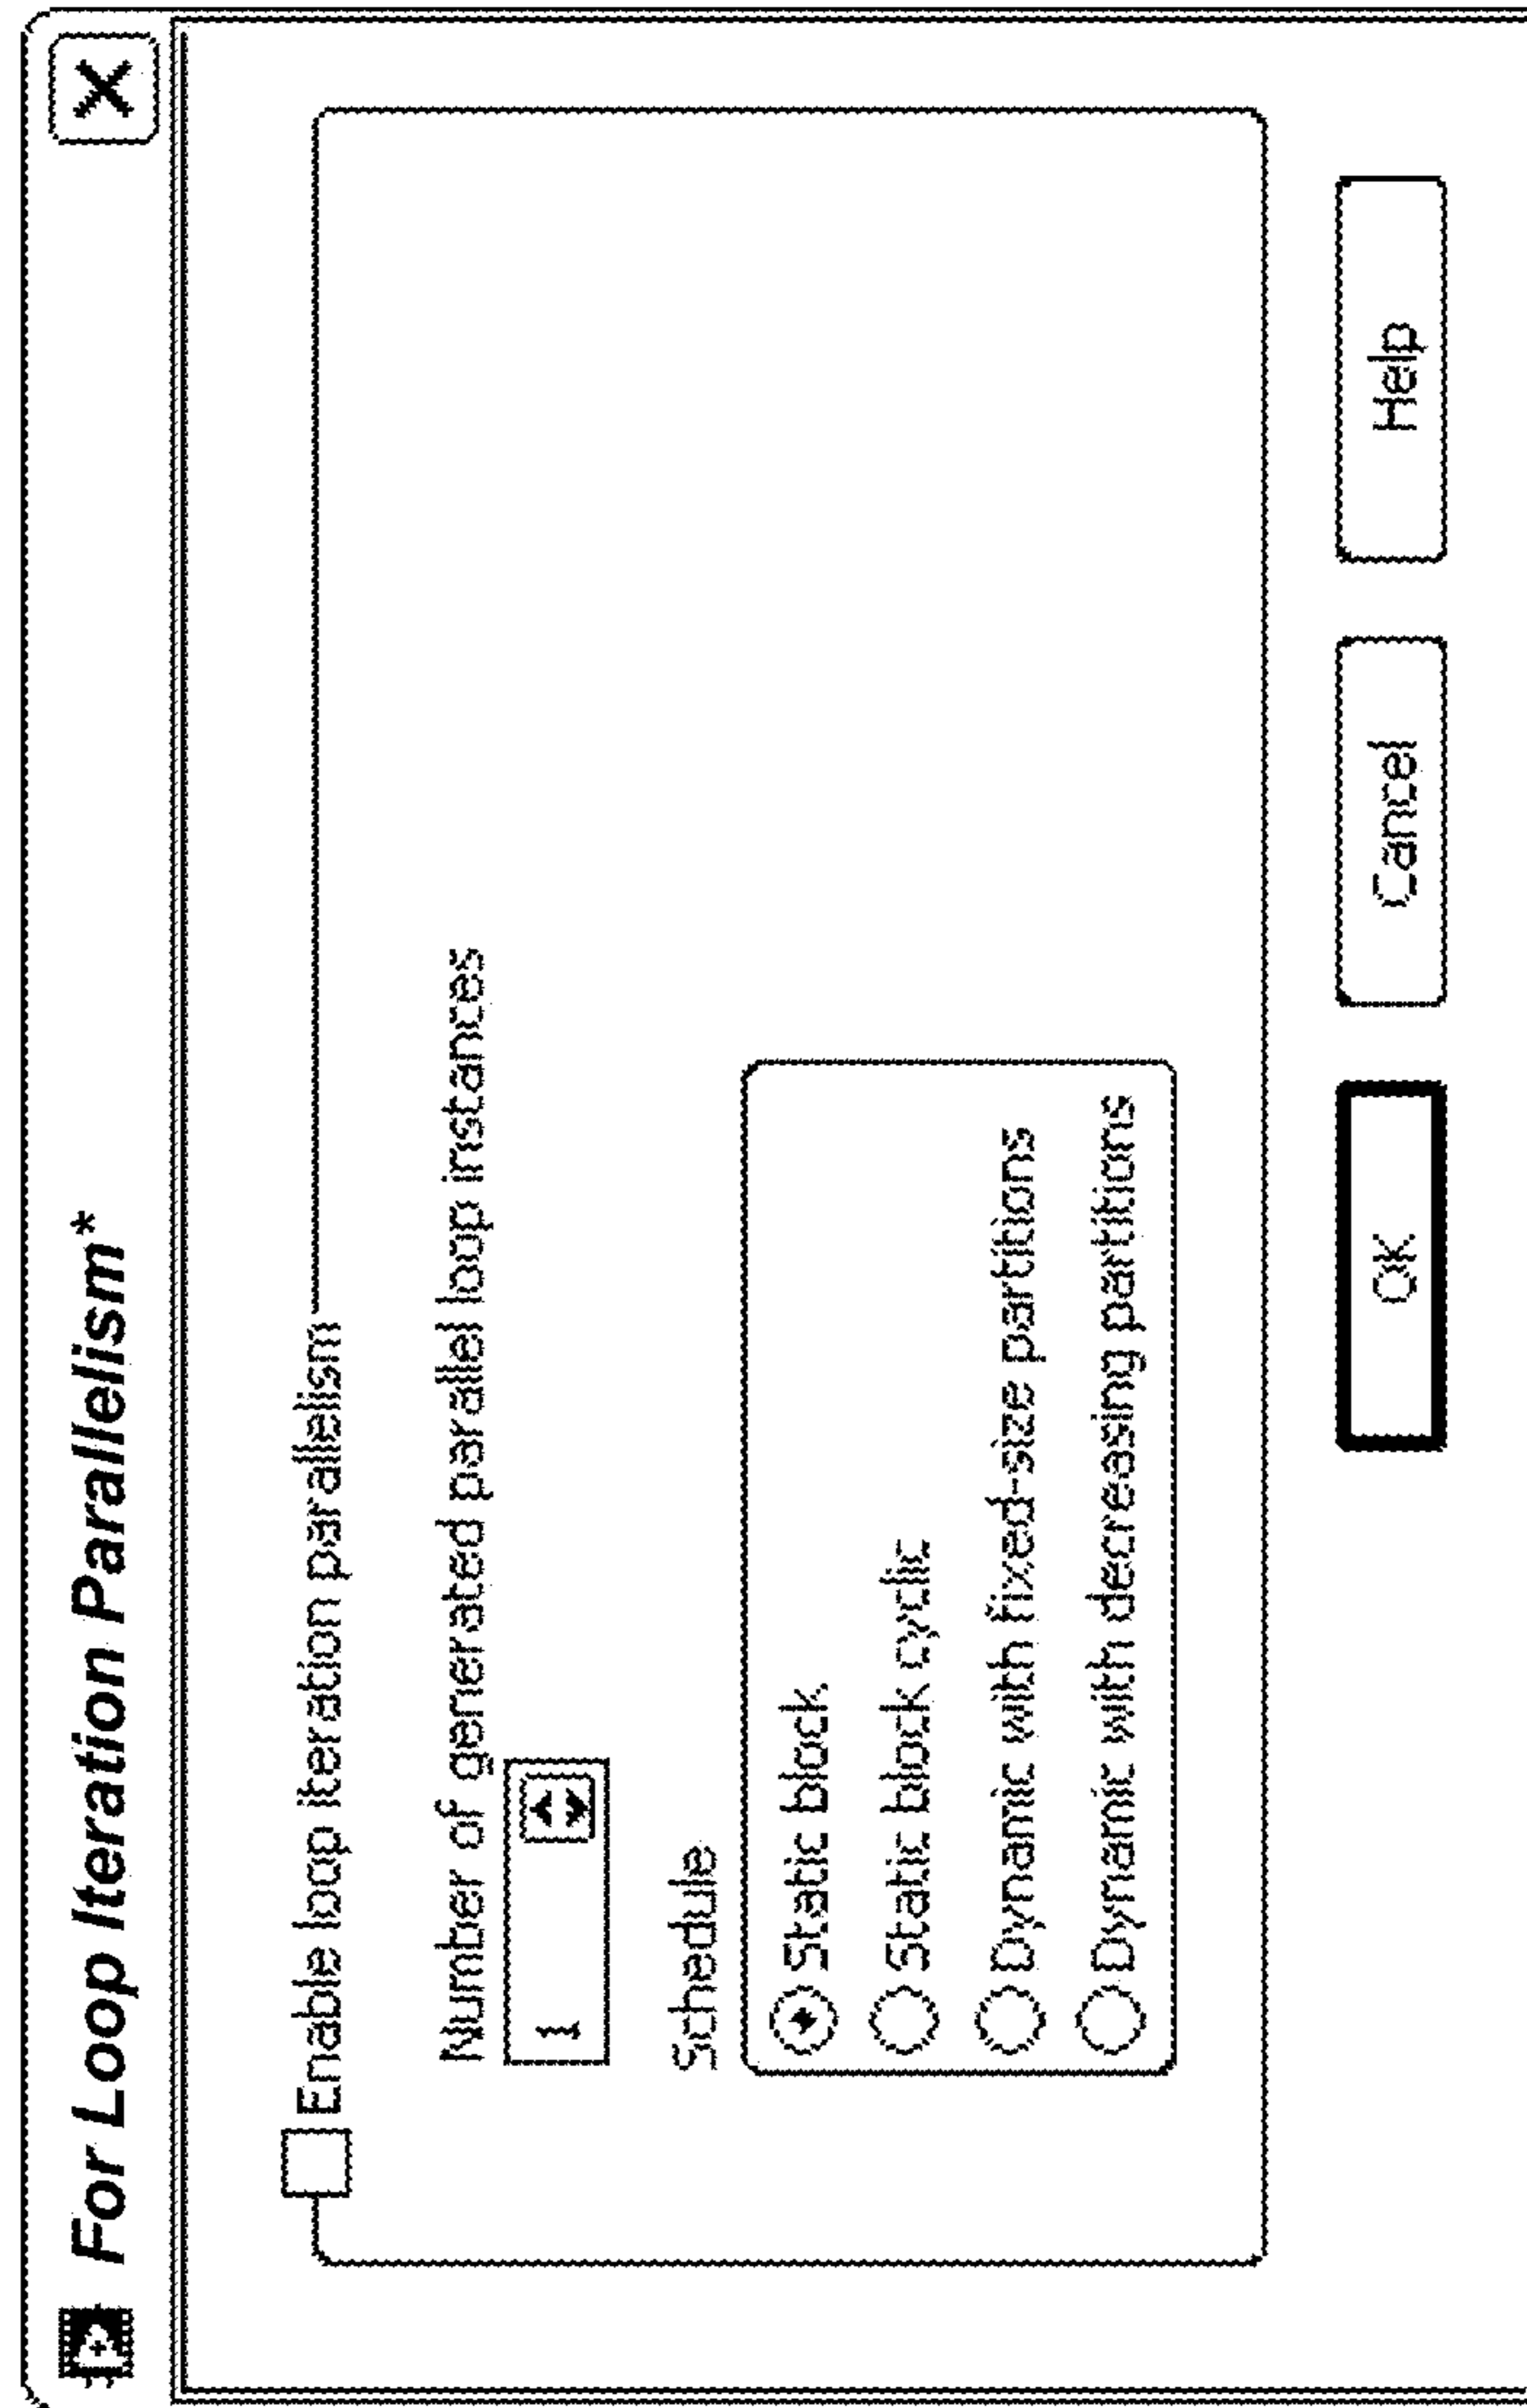 For Loop Iteration Parallelism*
Enable loop iteration parallelism
Number of generated parallel loop instances
1
Schedule
Static block
Static block cyclic
Dynamic with fixed-size partitions
Dynamic with decreasing partitions
OK
Cancel
Help